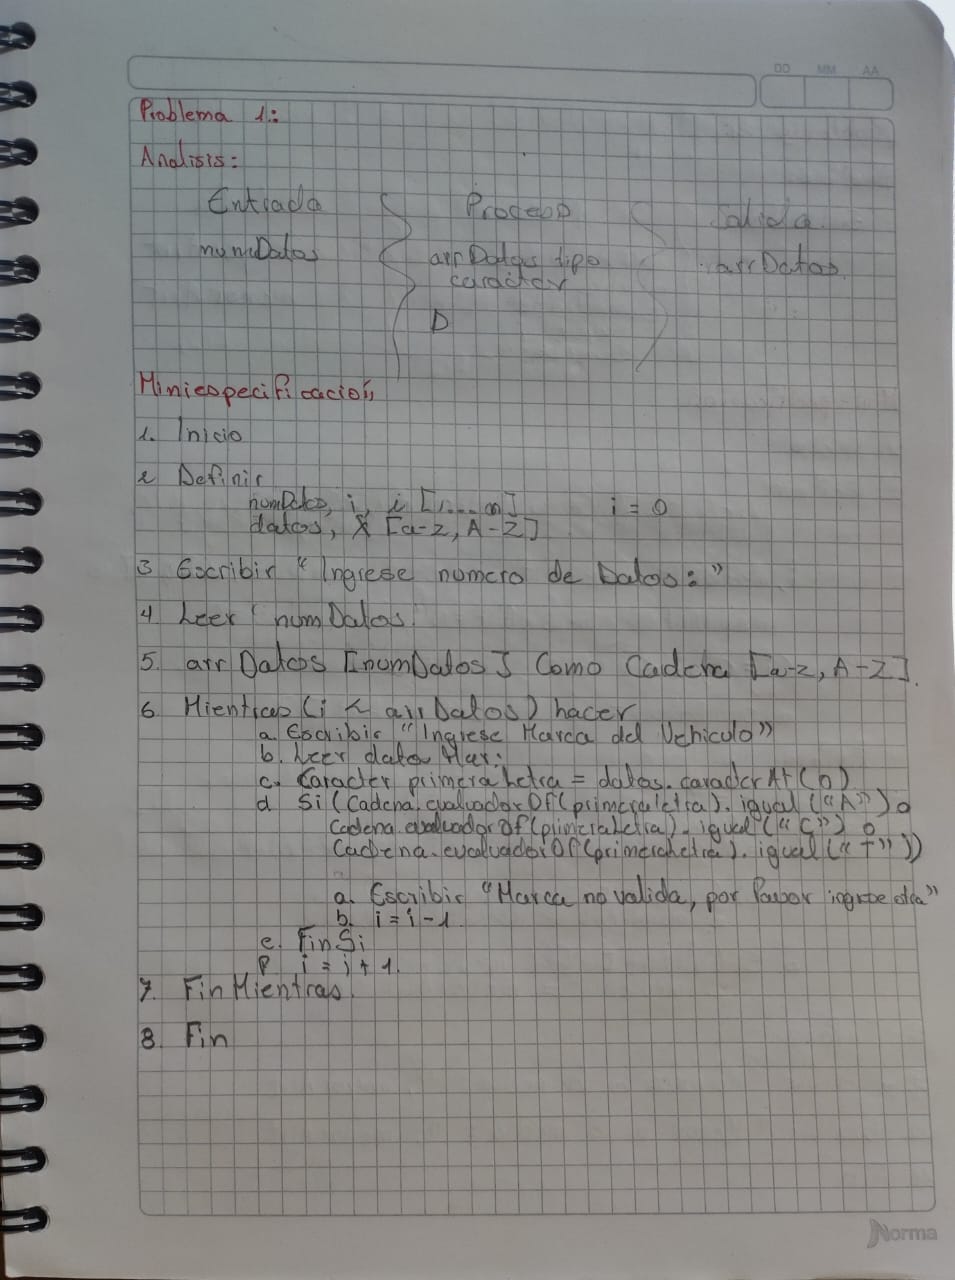 DD MM AA
Problema 1.:
Analisis:
Entrada Proceso Salida
numDatos arrDatos tipo arrDatos.
caracter
D
Miniespecificación
1. Inicio
2 Definir
numDatos, i, i [1....n] i = 0
datos, X [a-z, A-Z]
3 Escribir "Ingrese numero de Datos:"
4 Leer numDatos
5. arr Datos [numDatos] Como Cadena [a-z, A-Z].
6 Mientras (i < arrDatos) hacer
a Escribir "Ingrese Marca del Vehiculo"
b. Leer datos
c. Caracter primeraLetra = datos.caracterAt(0)
d Si (Cadena.evaluadorOf(primeraletra).igual("A") o
Cadena.evaluadorOf(primeraLetra).igual("C") o
Cadena.evaluadorOf(primeraLetra).igual("F"))
a. Escribir "Marca no valida, por favor ingrese otra"
b. i = i - 1.
e. Fin Si
f i = i + 1.
7. Fin Mientras.
8. Fin
Norma